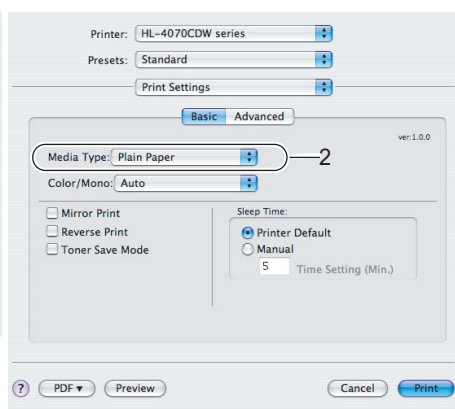 Printer: HL-4070CDW series
Presets: Standard
Print Settings
Basic Advanced
ver:1.0.0
Media Type: Plain Paper 2
Color/Mono: Auto
Mirror Print
Reverse Print
Toner Save Mode
Sleep Time:
Printer Default
Manual
5 Time Setting (Min.)
? PDF ▾ Preview Cancel Print